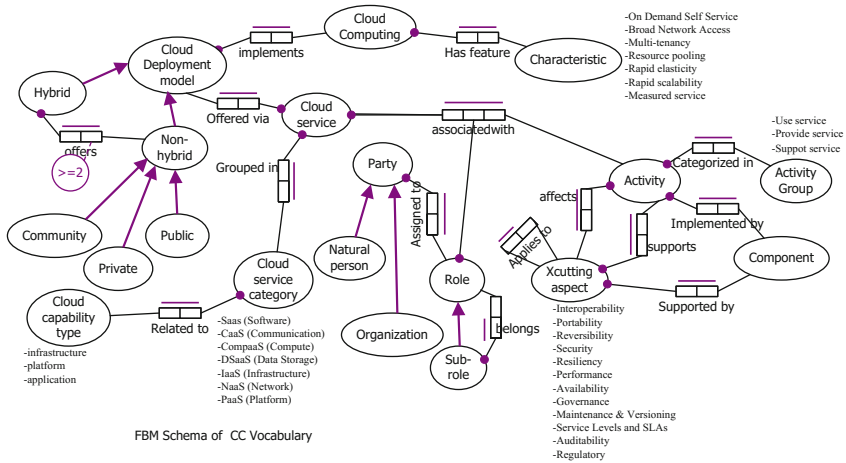 Cloud
Deployment
model
implements
Cloud
Computing
Has feature
Characteristic
-On Demand Self Service
-Broad Network Access
-Multi-tenancy
-Resource pooling
-Rapid elasticity
-Rapid scalability
-Measured service
Hybrid
offers
>=2
Non-
hybrid
Offered via
Cloud
service
associatedwith
-Use service
-Provide service
-Suppot service
Categorized in
Activity
Group
Activity
Grouped in
Party
Assigned to
affects
Implemented by
Community
Private
Public
Natural
person
Applies to
supports
Component
Cloud
service
category
Role
Xcutting
aspect
Supported by
Cloud
capability
type
Related to
-infrastructure
-platform
-application
-Saas (Software)
-CaaS (Communication)
-CompaaS (Compute)
-DSaaS (Data Storage)
-IaaS (Infrastructure)
-NaaS (Network)
-PaaS (Platform)
Organization
belongs
Sub-
role
-Interoperability
-Portability
-Reversibility
-Security
-Resiliency
-Performance
-Availability
-Governance
-Maintenance & Versioning
-Service Levels and SLAs
-Auditability
-Regulatory
FBM Schema of CC Vocabulary